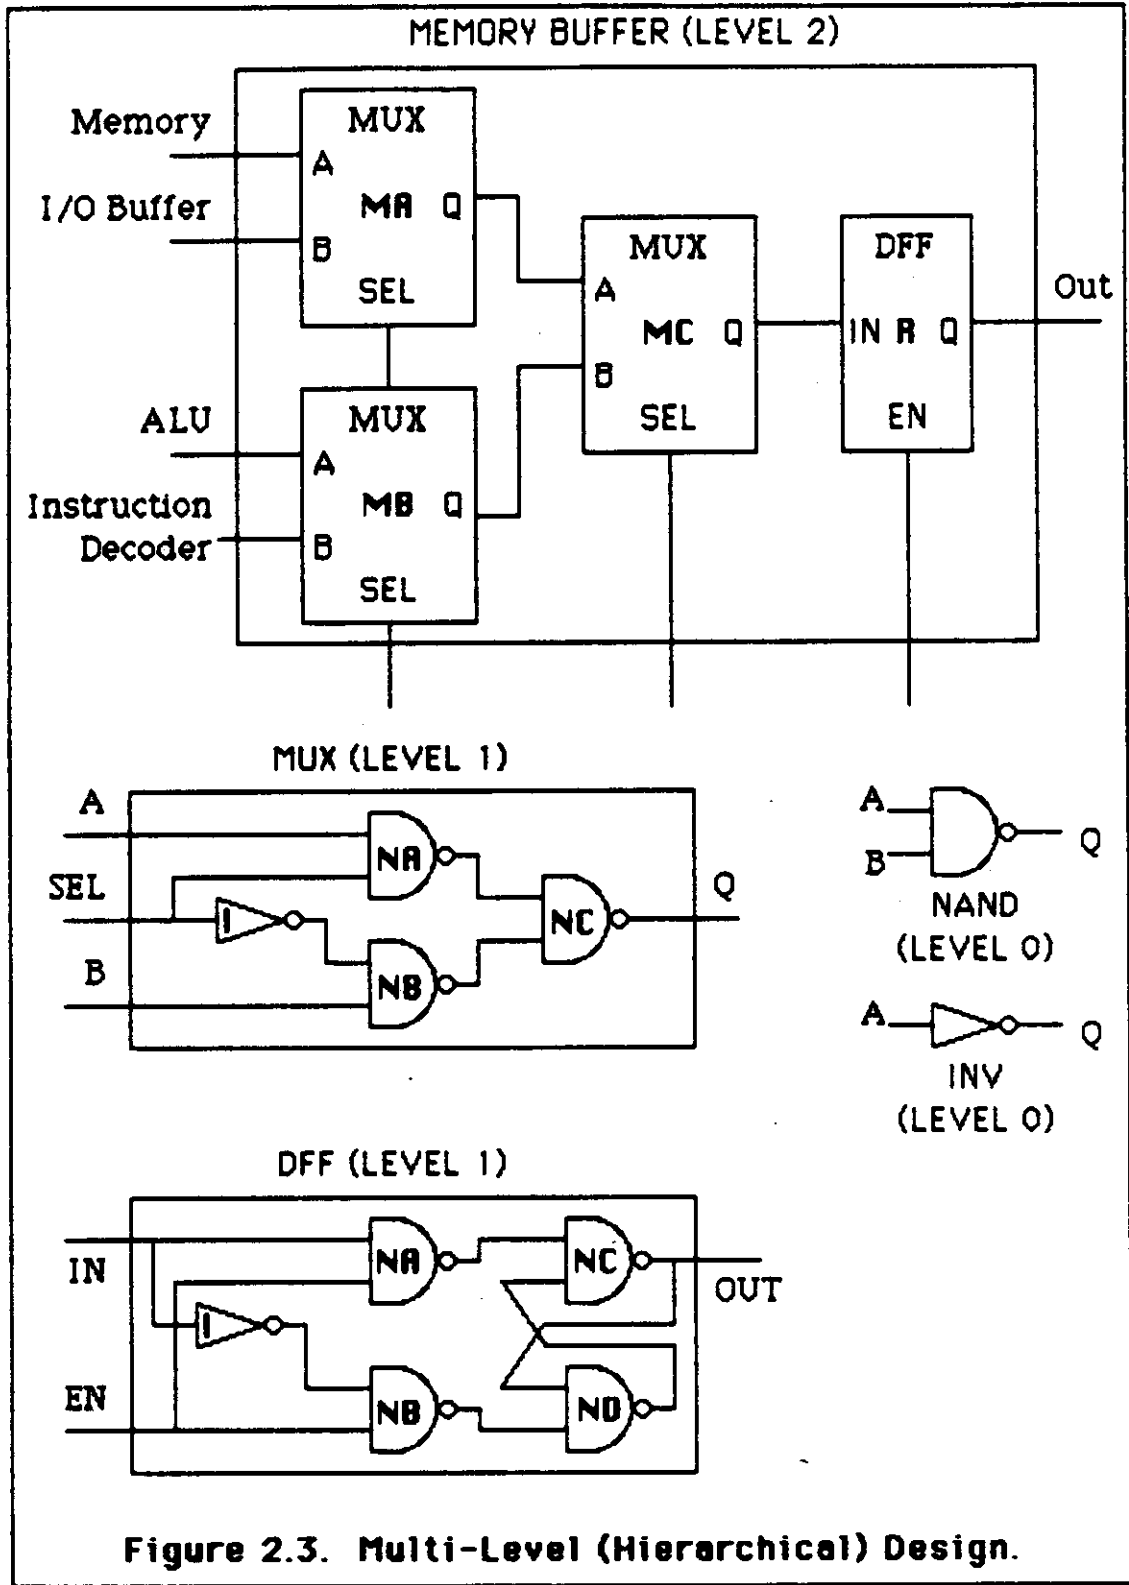 MEMORY BUFFER (LEVEL 2)
Memory
I/O Buffer
ALU
Instruction
Decoder
MUX
A
MA Q
B
SEL
MUX
A
MB Q
B
SEL
MUX
A
MC Q
B
SEL
DFF
IN R Q
EN
Out
MUX (LEVEL 1)
A
SEL
B
I
NA
NB
NC
Q
A
B
Q
NAND
(LEVEL 0)
A
Q
INV
(LEVEL 0)
DFF (LEVEL 1)
IN
EN
I
NA
NB
NC
ND
OUT
Figure 2.3. Multi-Level (Hierarchical) Design.